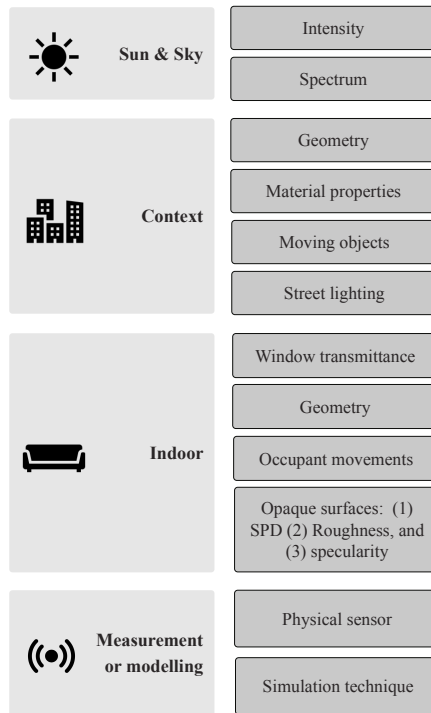 Sun & Sky
Intensity
Spectrum
Context
Geometry
Material properties
Moving objects
Street lighting
Indoor
Window transmittance
Geometry
Occupant movements
Opaque surfaces: (1)
SPD (2) Roughness, and
(3) specularity
Measurement
or modelling
Physical sensor
Simulation technique